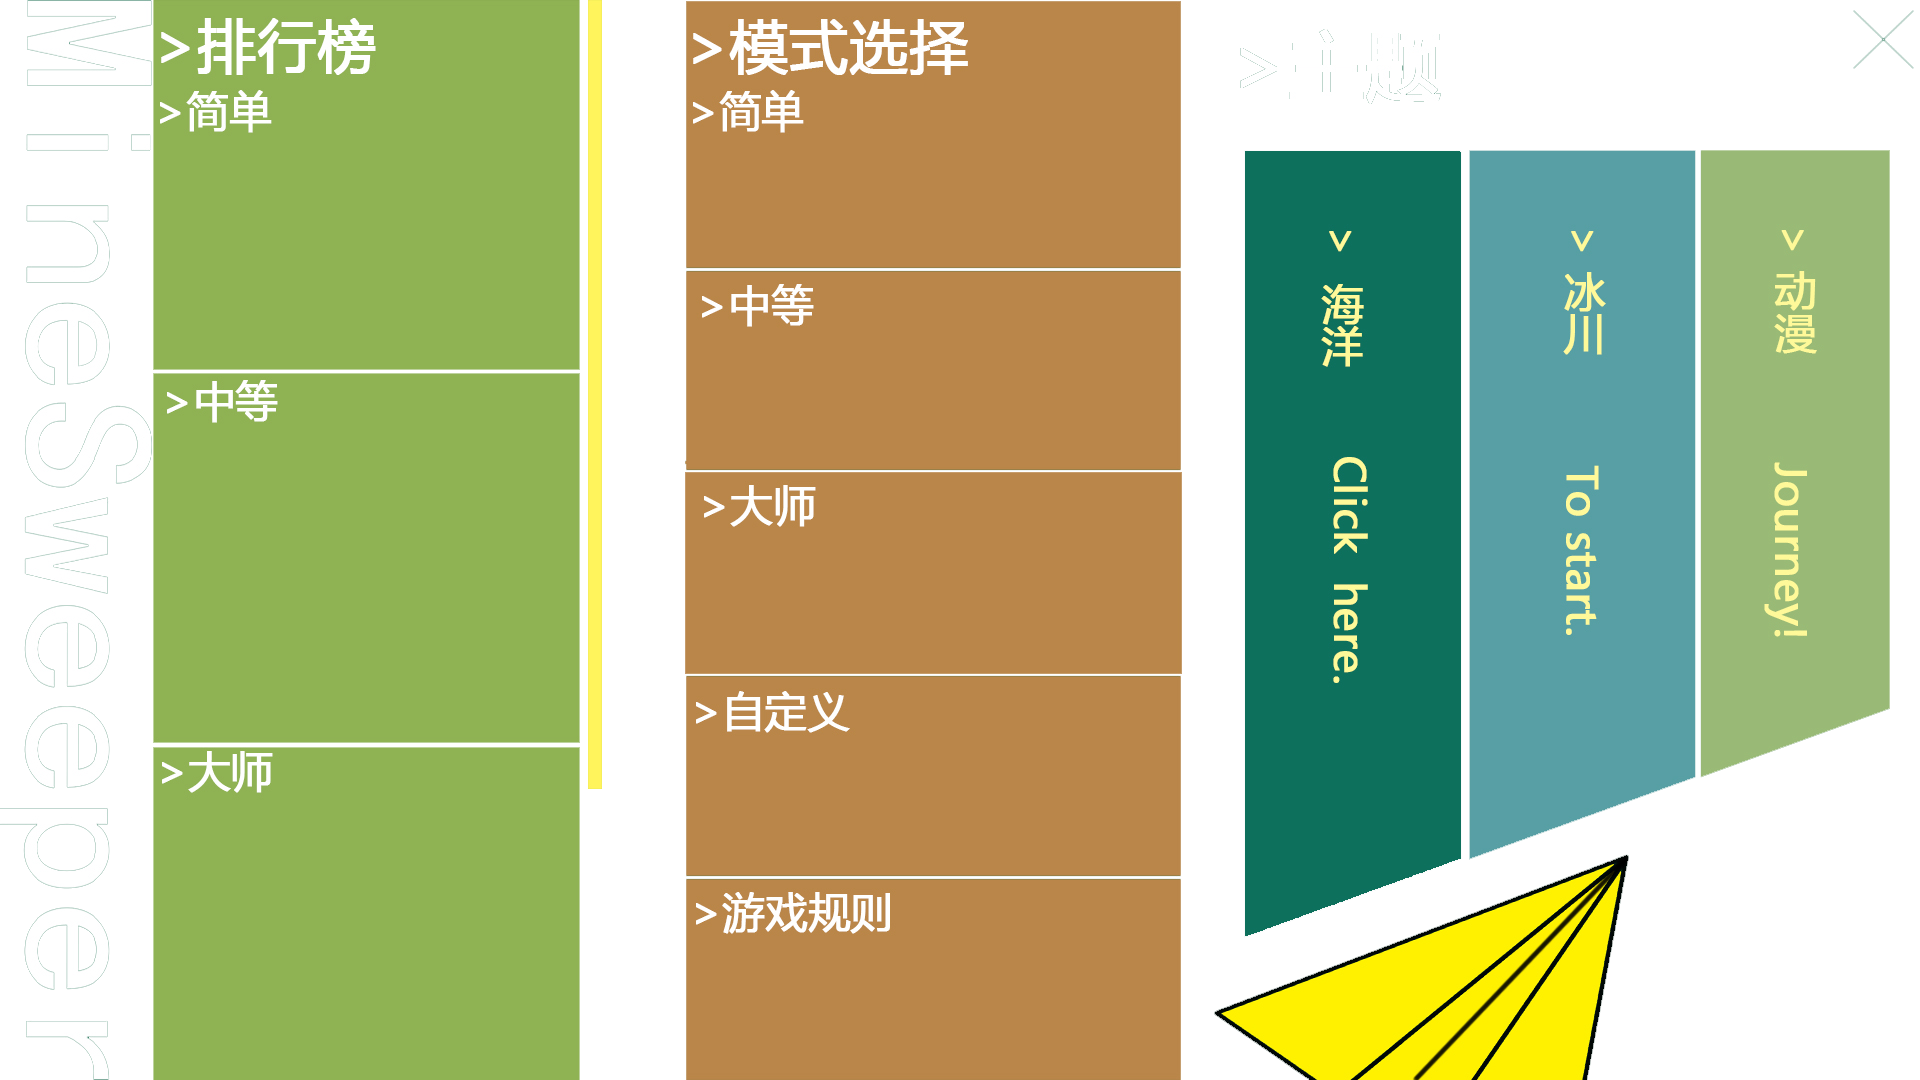 MineSweeper
>排行榜
>简单
>中等
>大师
>模式选择
>简单
>中等
>大师
>自定义
>游戏规则
>主题
> 海洋 Click here.
> 冰川 To start.
> 动漫 Journey!